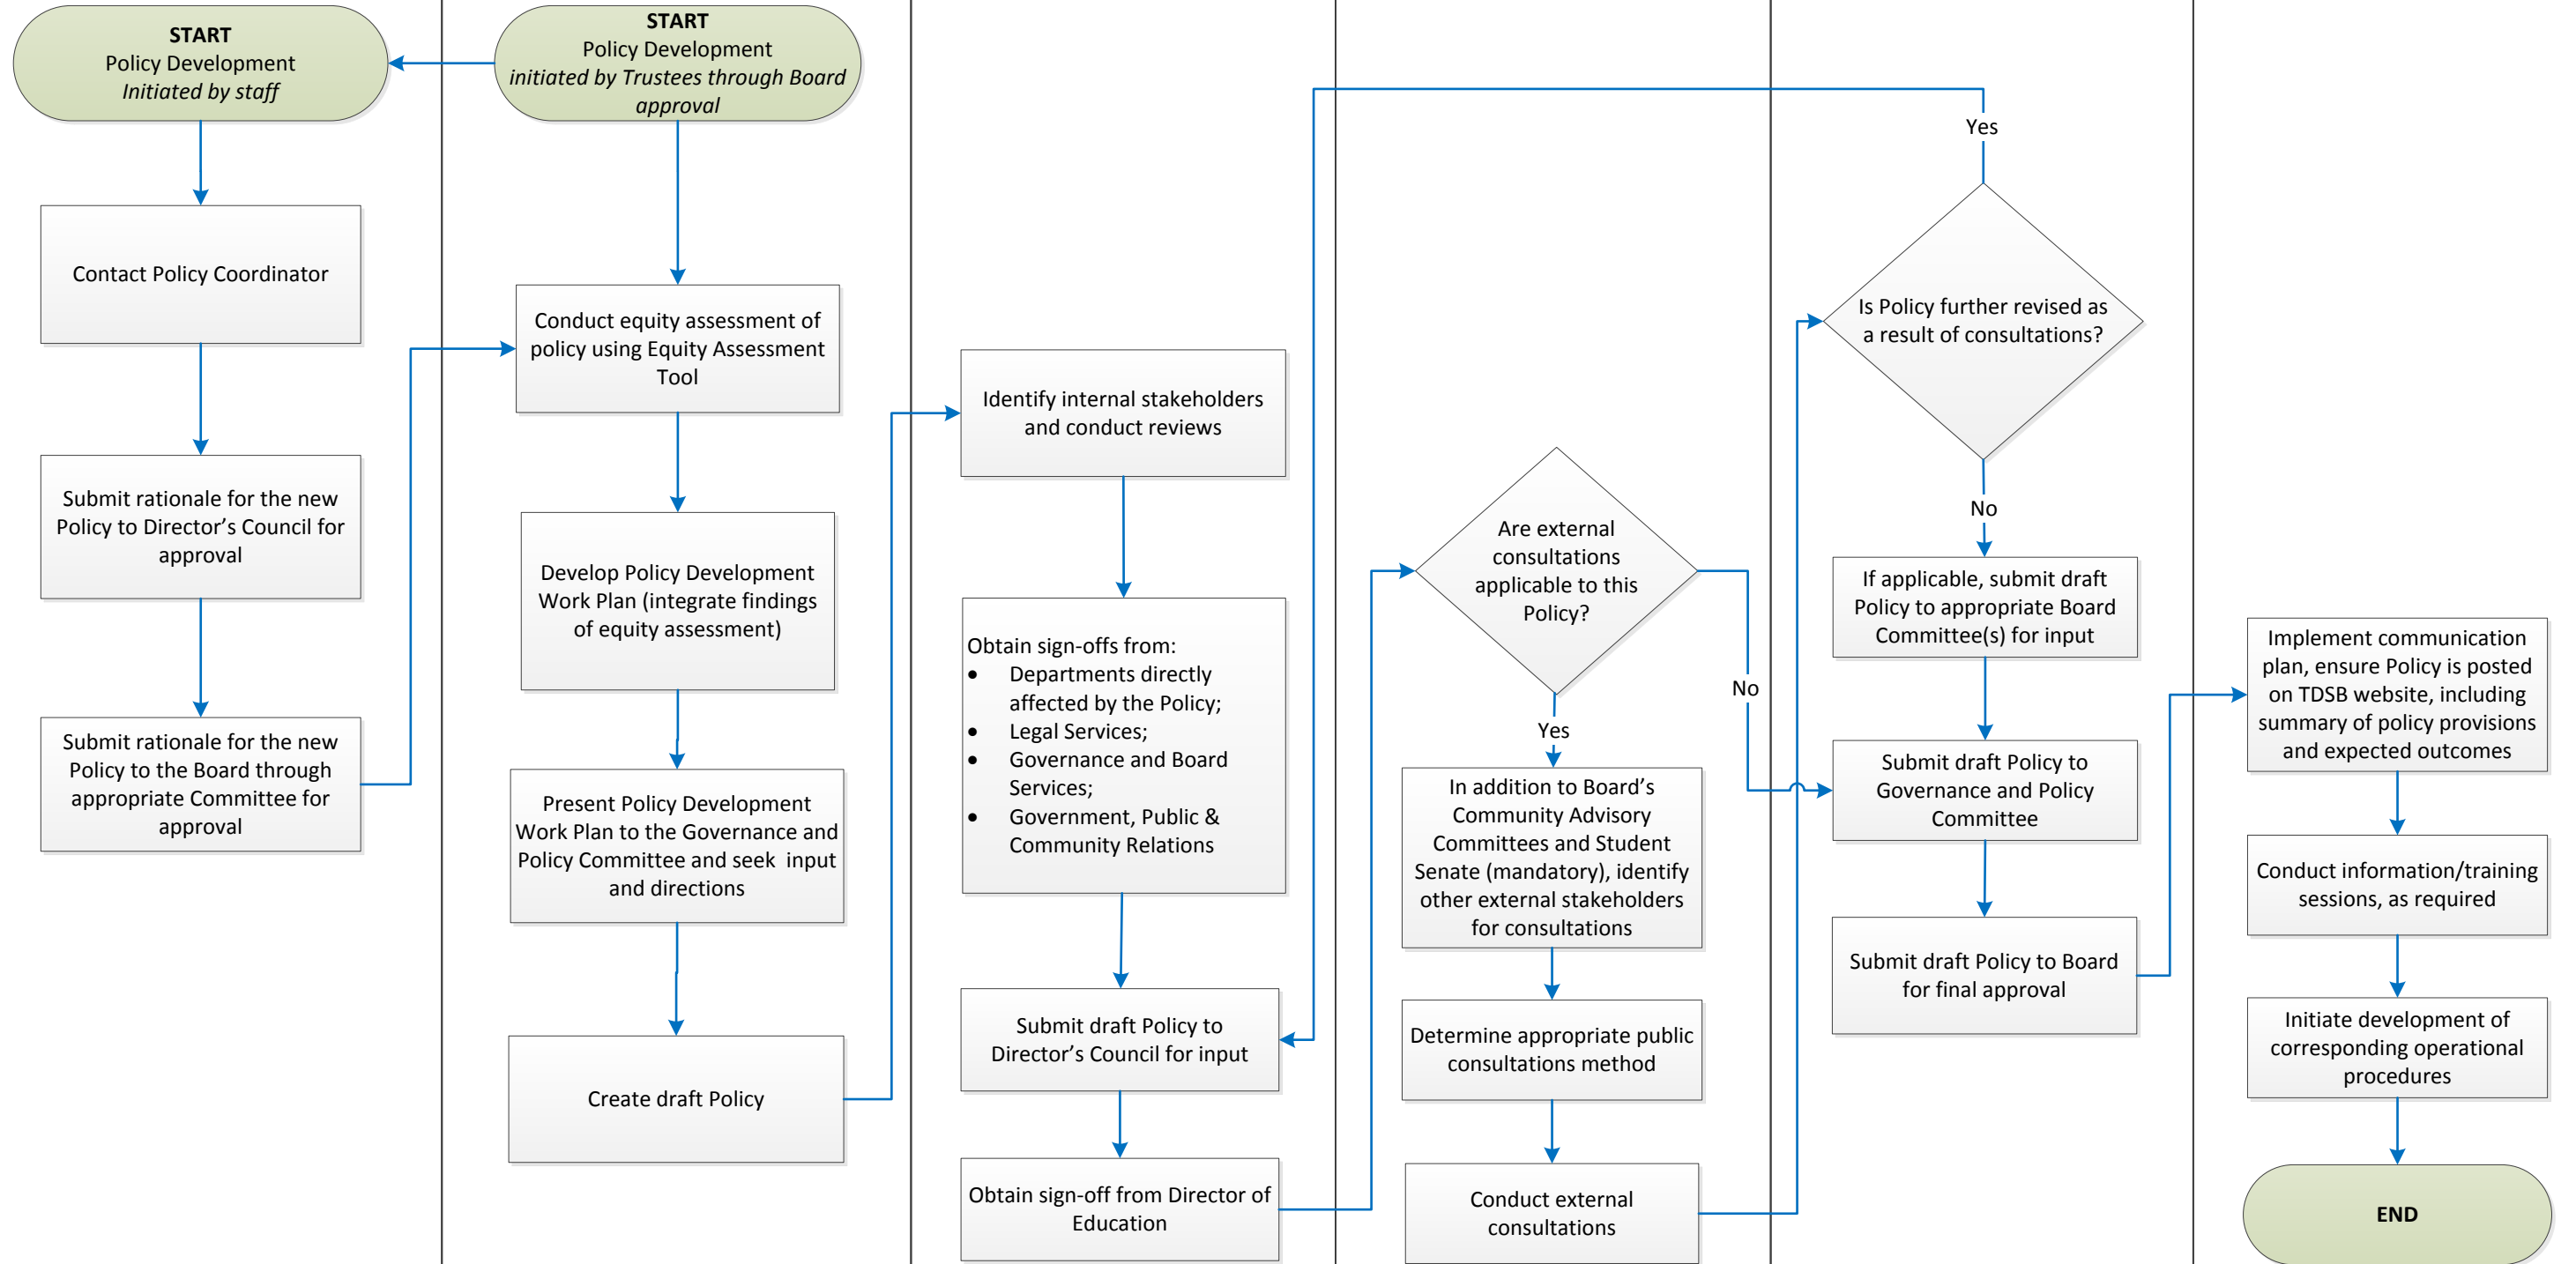 START
Policy Development
Initiated by staff
Contact Policy Coordinator
Submit rationale for the new
Policy to Director’s Council for
approval
Submit rationale for the new
Policy to the Board through
appropriate Committee for
approval
START
Policy Development
initiated by Trustees through Board
approval
Conduct equity assessment of
policy using Equity Assessment
Tool
Develop Policy Development
Work Plan (integrate findings
of equity assessment)
Present Policy Development
Work Plan to the Governance and
Policy Committee and seek  input
and directions
Create draft Policy
Identify internal stakeholders
and conduct reviews
Obtain sign-offs from:
• Departments directly
affected by the Policy;
• Legal Services;
• Governance and Board
Services;
• Government, Public &
Community Relations
Submit draft Policy to
Director’s Council for input
Obtain sign-off from Director of
Education
Are external
consultations
applicable to this
Policy?
No
Yes
In addition to Board’s
Community Advisory
Committees and Student
Senate (mandatory), identify
other external stakeholders
for consultations
Determine appropriate public
consultations method
Conduct external
consultations
Yes
Is Policy further revised as
a result of consultations?
No
If applicable, submit draft
Policy to appropriate Board
Committee(s) for input
Submit draft Policy to
Governance and Policy
Committee
Submit draft Policy to Board
for final approval
Implement communication
plan, ensure Policy is posted
on TDSB website, including
summary of policy provisions
and expected outcomes
Conduct information/training
sessions, as required
Initiate development of
corresponding operational
procedures
END